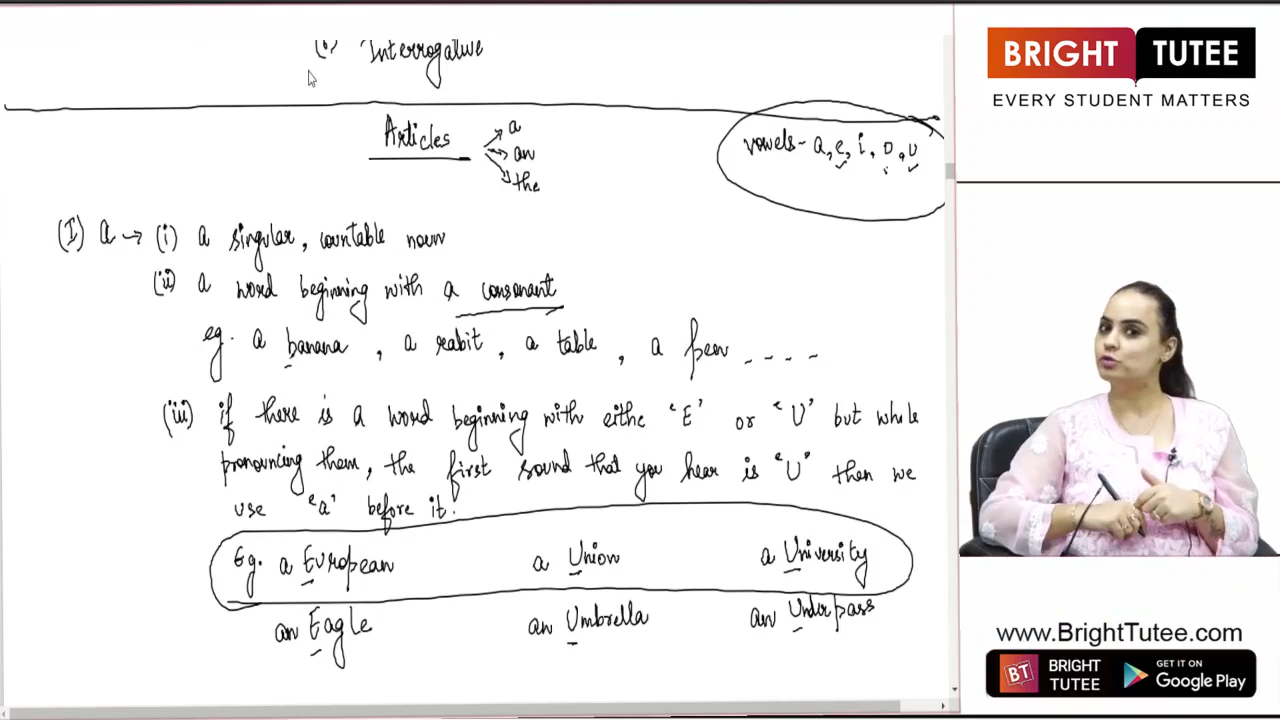 Interrogative
Articles
a
an
the
vowels - a, e, i, o, u
(I) a → (i) a singular, countable noun
(ii) a word beginning with a consonant
eg. a banana, a rabit, a table, a pen ----
(iii) if there is a word beginning with eithe 'E' or 'U' but while
pronouncing them, the first sound that you hear is 'U' then we
use 'a' before it.
Eg. a European a Union a University
an Eagle an Umbrella an Underpass
BRIGHT TUTEE
EVERY STUDENT MATTERS
www.BrightTutee.com
BT BRIGHT TUTEE
GET IT ON Google Play